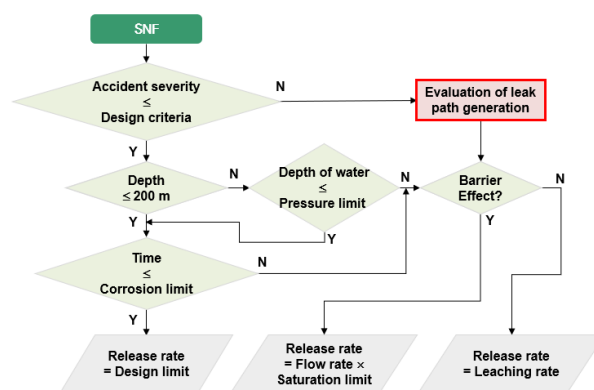 SNF
Accident severity
≤
Design criteria
N
Evaluation of leak
path generation
Y
Depth
≤ 200 m
N
Depth of water
≤
Pressure limit
N
Barrier
Effect?
N
Y
Y
Y
Time
≤
Corrosion limit
N
Y
Release rate
= Design limit
Release rate
= Flow rate ×
Saturation limit
Release rate
= Leaching rate